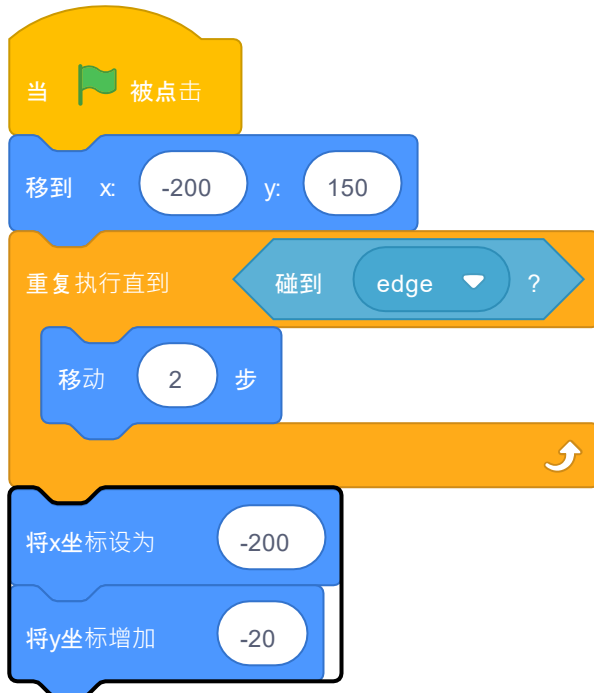 当 被点击
移到 x: -200 y: 150
重复执行直到 碰到 edge ?
移动 2 步
将x坐标设为 -200
将y坐标增加 -20